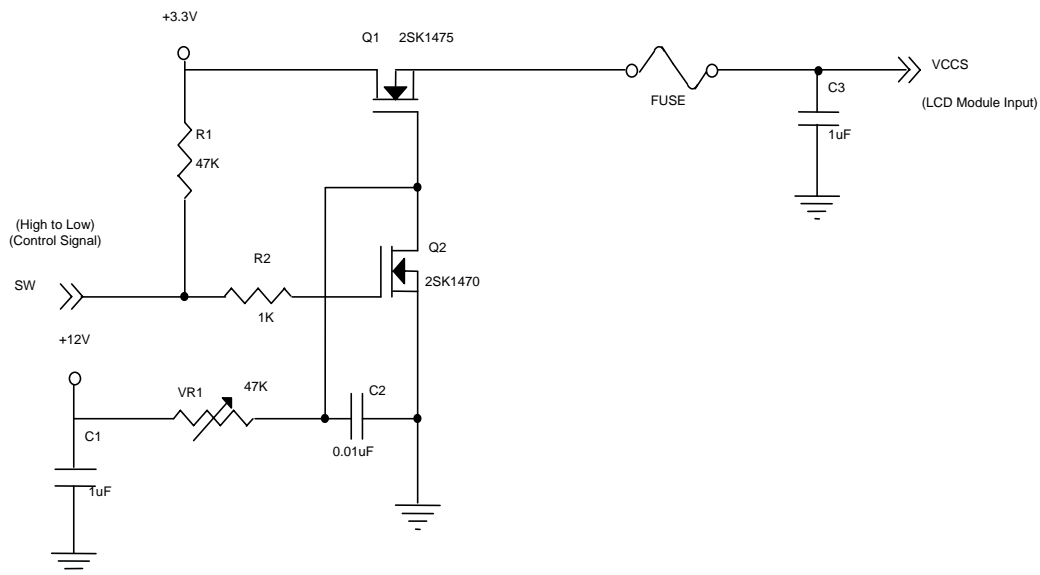 +3.3V
Q1 2SK1475
VCCS
FUSE
C3
(LCD Module Input)
R1
1uF
47K
(High to Low)
(Control Signal)
Q2
R2
2SK1470
SW
1K
+12V
VR1
47K
C2
C1
0.01uF
1uF